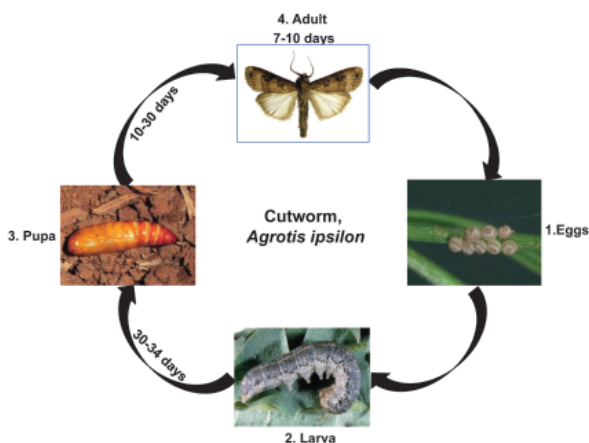 4. Adult
7-10 days
10-30 days
Cutworm,
Agrotis ipsilon
3. Pupa
1.Eggs
30-34 days
2. Larva